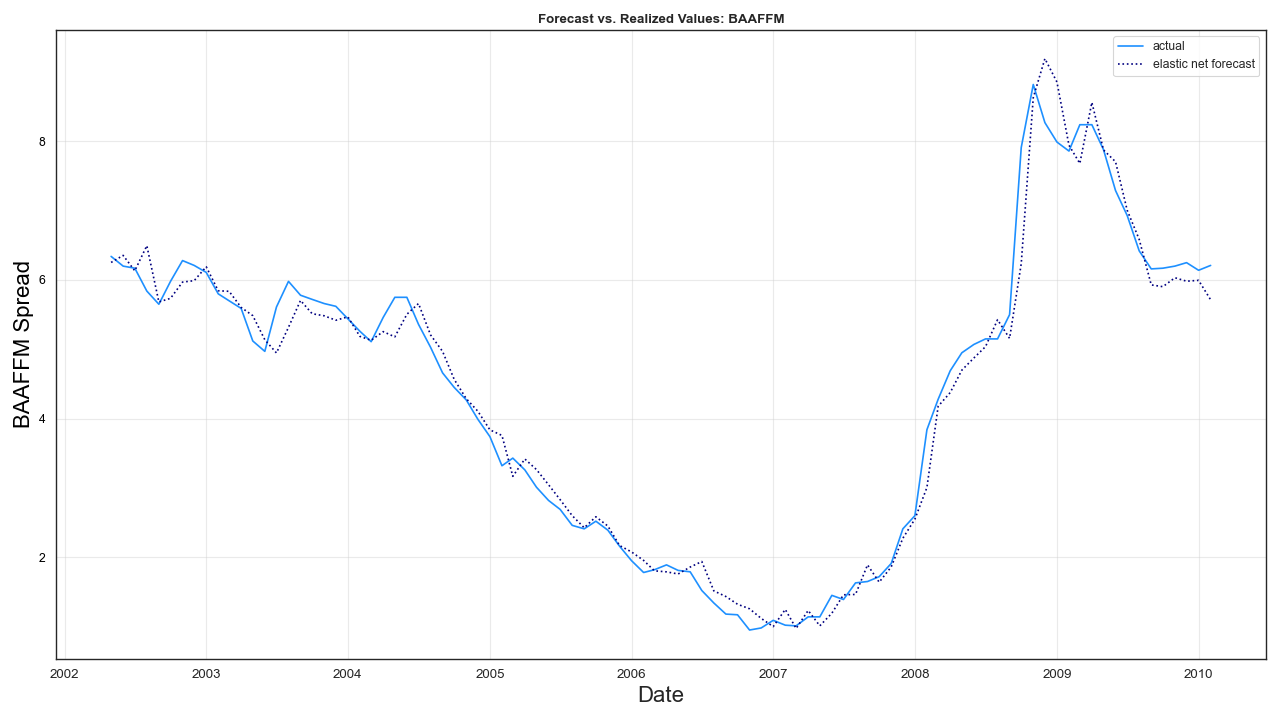 Forecast vs. Realized Values: BAAFFM
actual
elastic net forecast
BAAFFM Spread
8
6
4
2
2002 2003 2004 2005 2006 2007 2008 2009 2010
Date